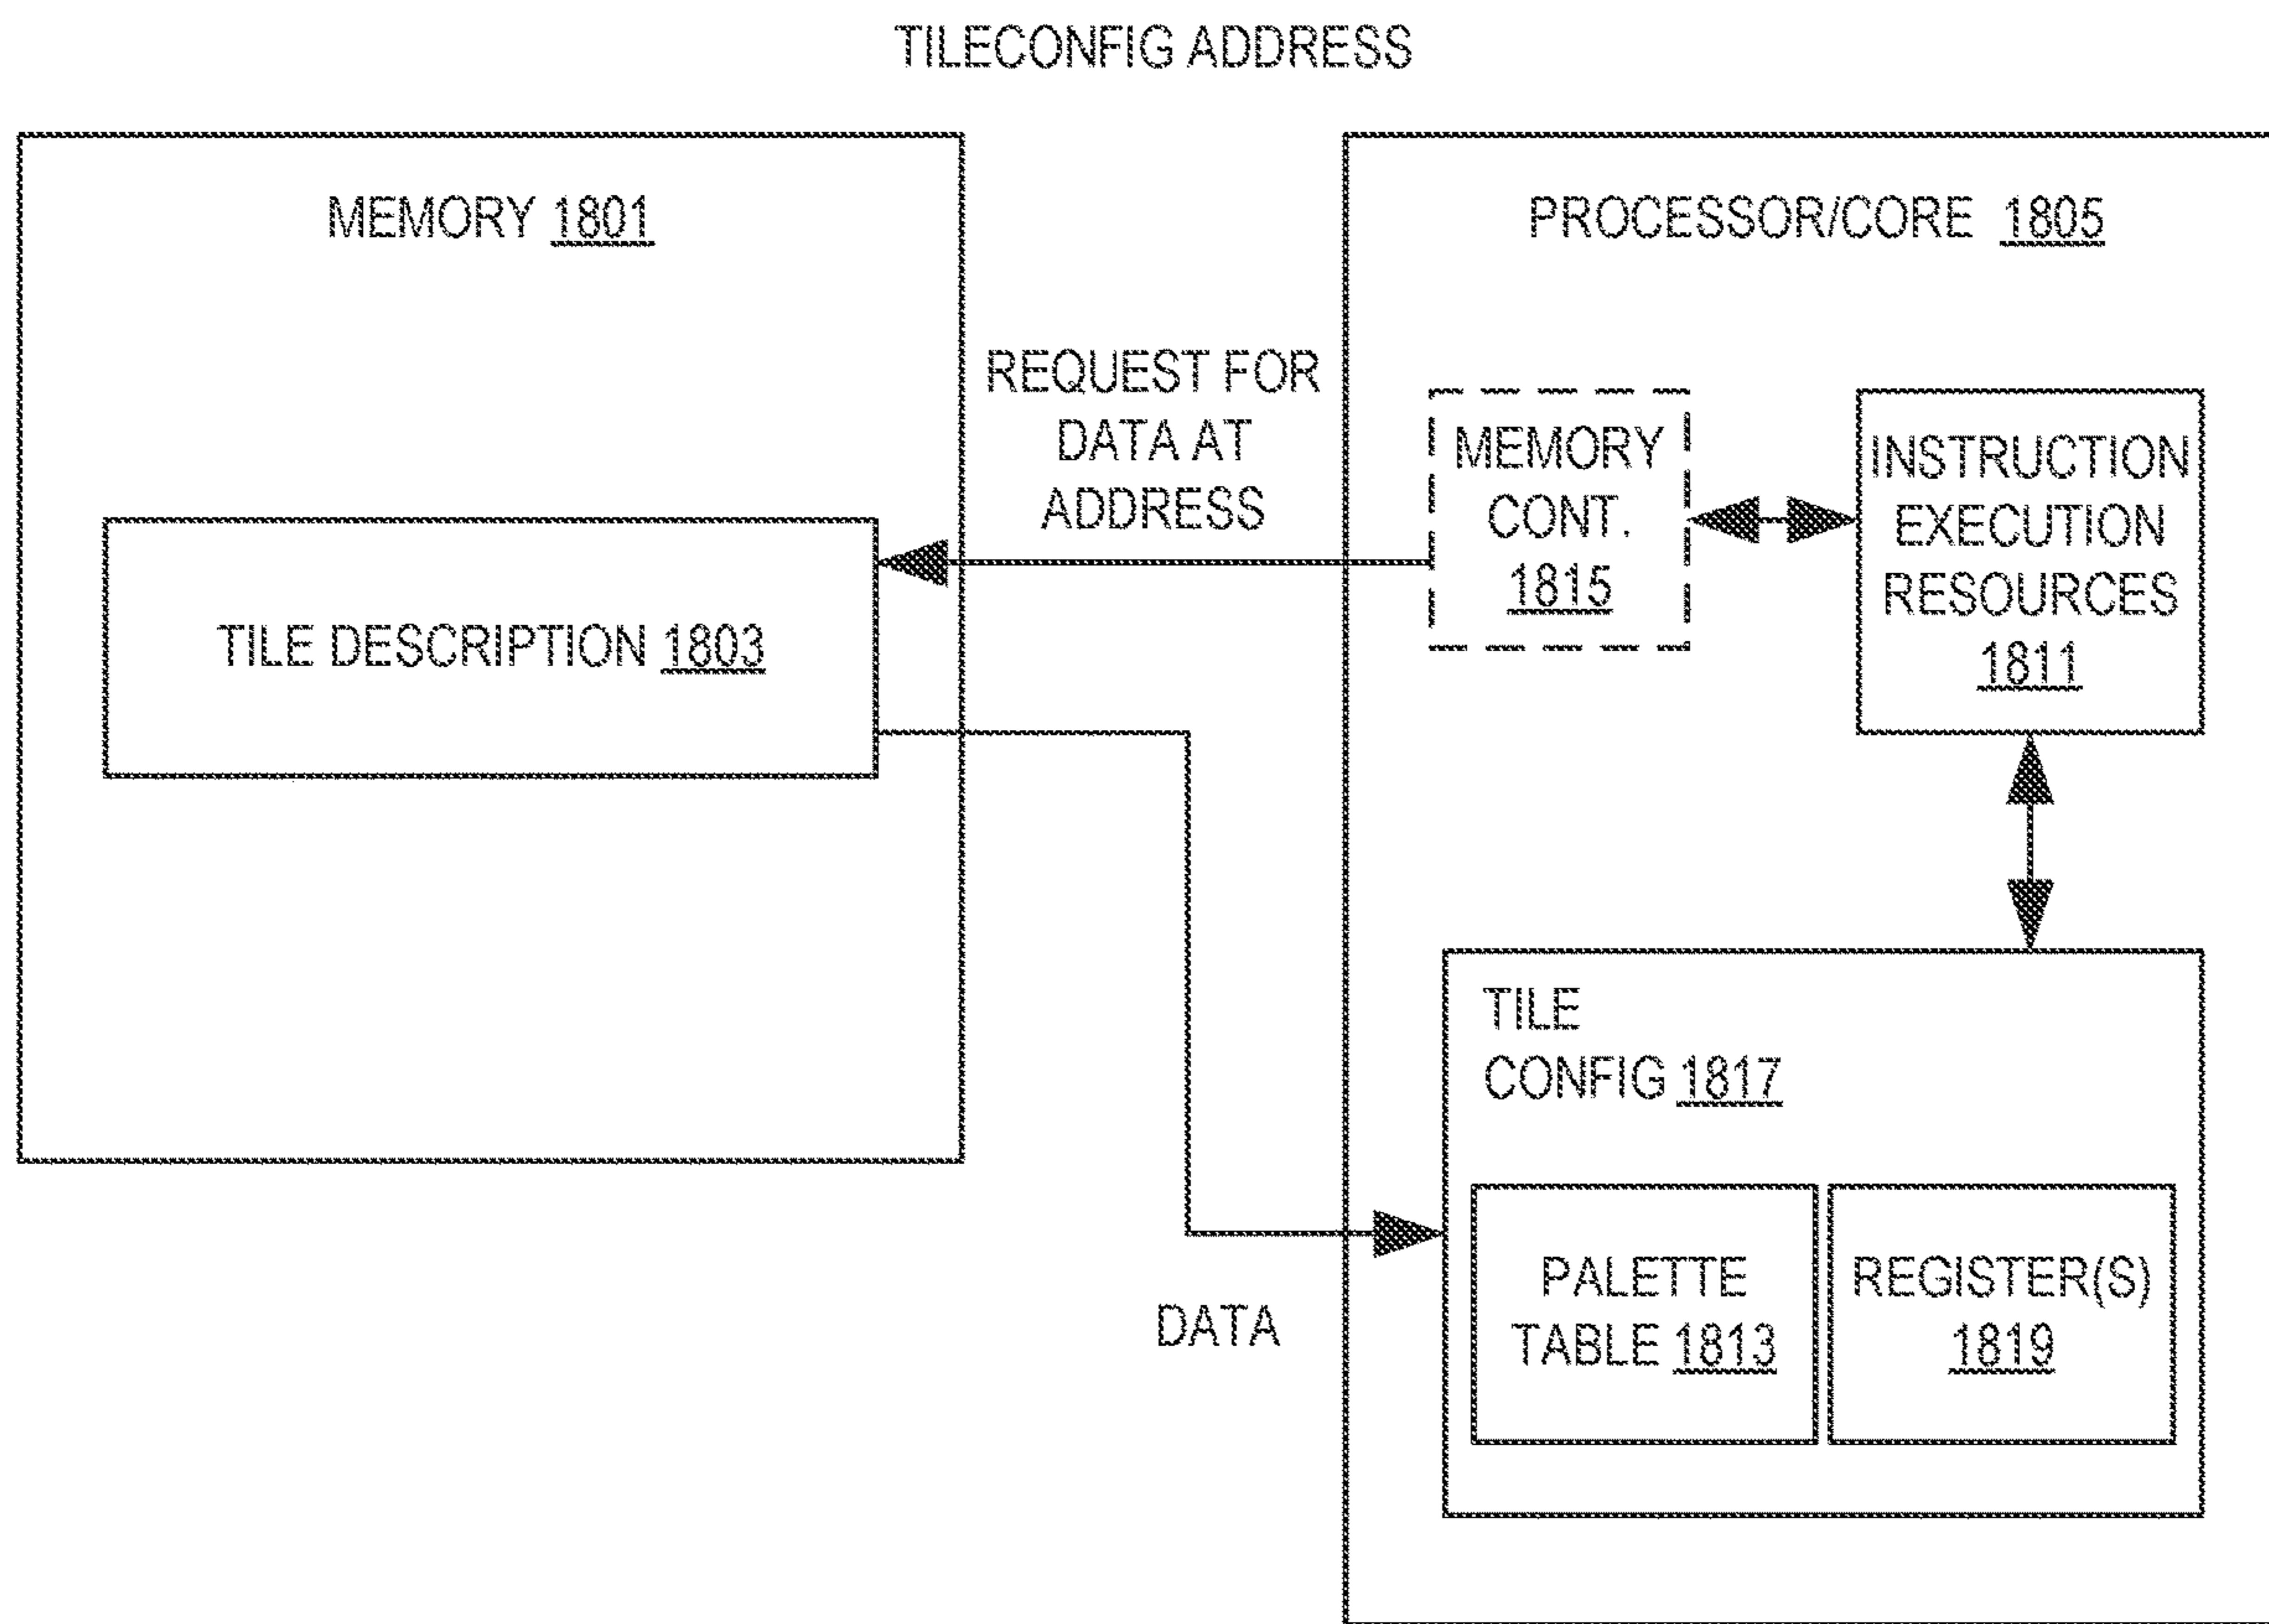 TILECONFIG ADDRESS
MEMORY 1801
PROCESSOR/CORE 1805
REQUEST FOR
DATA AT
ADDRESS
MEMORY
CONT.
1815
INSTRUCTION
EXECUTION
RESOURCES
1811
TILE DESCRIPTION 1803
TILE
CONFIG 1817
PALETTE
TABLE 1813
REGISTER(S)
1819
DATA